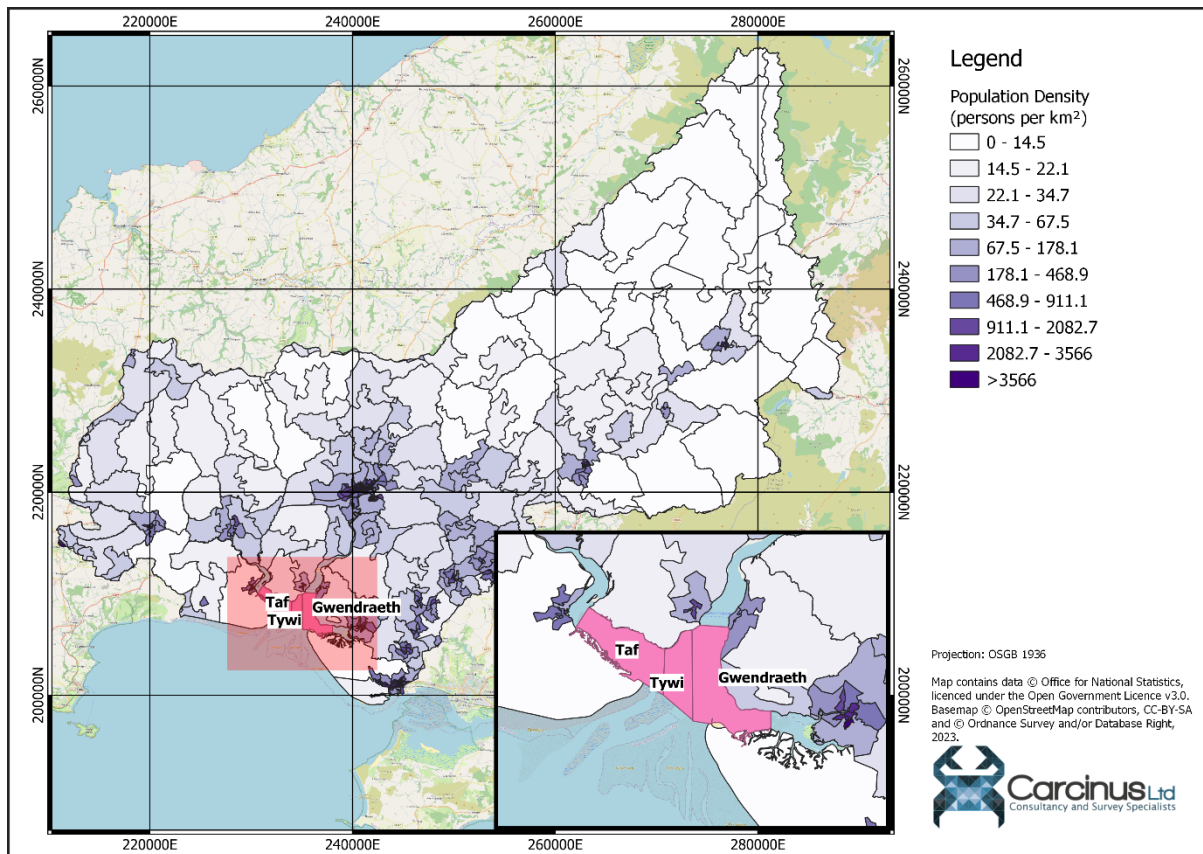 220000E 240000E 260000E 280000E
260000N 260000N
240000N 240000N
220000N 220000N
200000N 200000N
Taf
Tywi
Gwendraeth
Taf
Tywi
Gwendraeth
220000E 240000E 260000E 280000E
Legend
Population Density
(persons per km²)
0 - 14.5
14.5 - 22.1
22.1 - 34.7
34.7 - 67.5
67.5 - 178.1
178.1 - 468.9
468.9 - 911.1
911.1 - 2082.7
2082.7 - 3566
>3566
Projection: OSGB 1936
Map contains data © Office for National Statistics,
licenced under the Open Government Licence v3.0.
Basemap © OpenStreetMap contributors, CC-BY-SA
and © Ordnance Survey and/or Database Right,
2023.
Carcinus Ltd
Consultancy and Survey Specialists